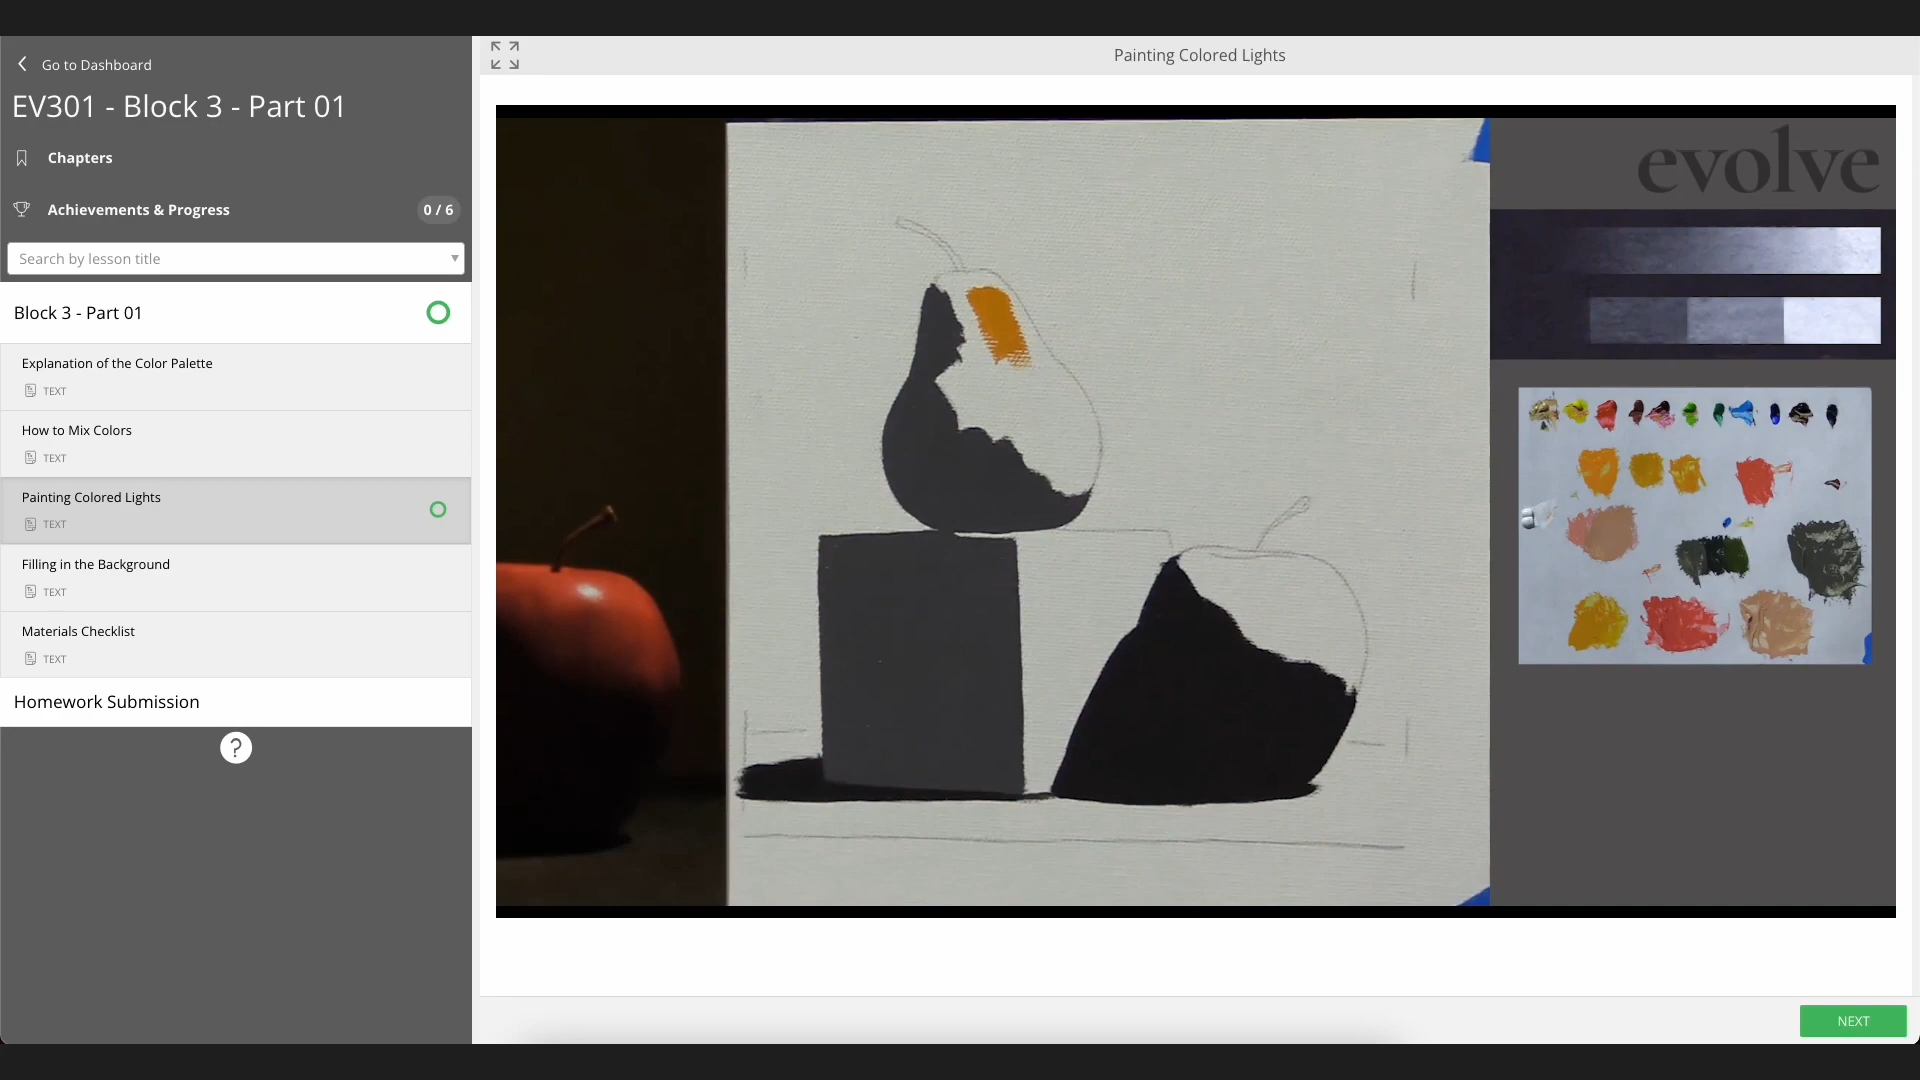 Go to Dashboard
EV301 - Block 3 - Part 01
Chapters
Achievements & Progress
0 / 6
Search by lesson title
Block 3 - Part 01
Explanation of the Color Palette
TEXT
How to Mix Colors
TEXT
Painting Colored Lights
TEXT
Filling in the Background
TEXT
Materials Checklist
TEXT
Homework Submission
?
Painting Colored Lights
evolve
NEXT